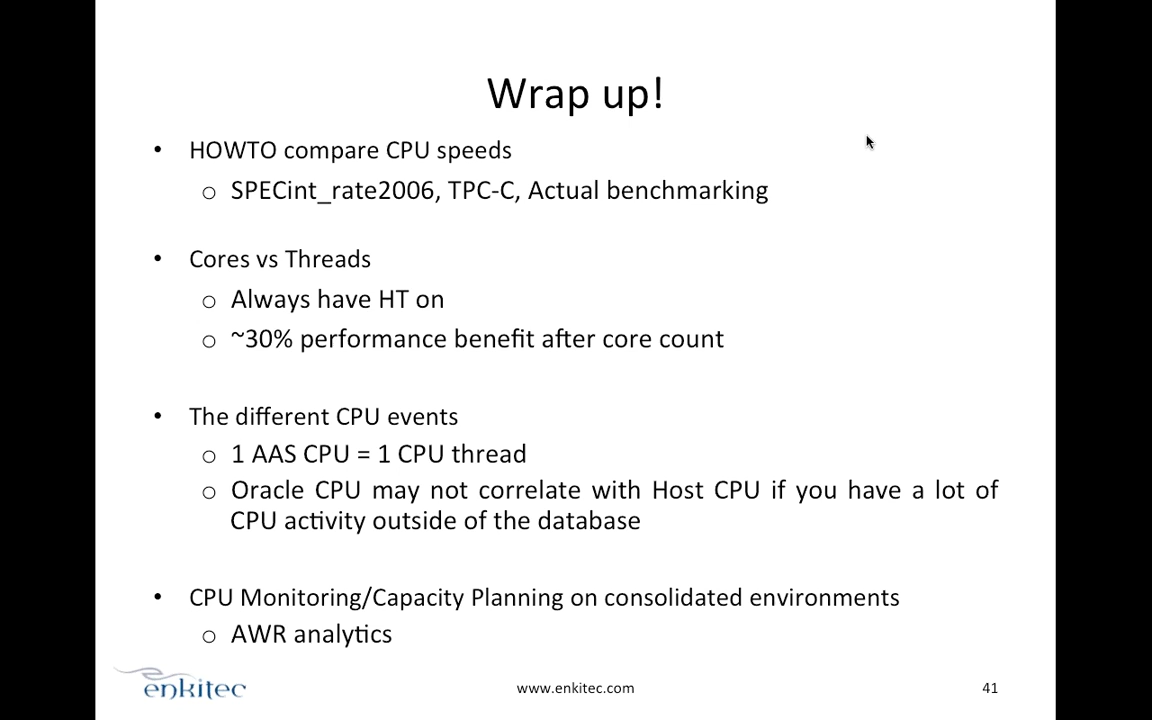 Wrap up!
• HOWTO compare CPU speeds
o SPECint_rate2006, TPC-C, Actual benchmarking
• Cores vs Threads
o Always have HT on
o ~30% performance benefit after core count
• The different CPU events
o 1 AAS CPU = 1 CPU thread
o Oracle CPU may not correlate with Host CPU if you have a lot of
CPU activity outside of the database
• CPU Monitoring/Capacity Planning on consolidated environments
o AWR analytics
enkitec
www.enkitec.com
41